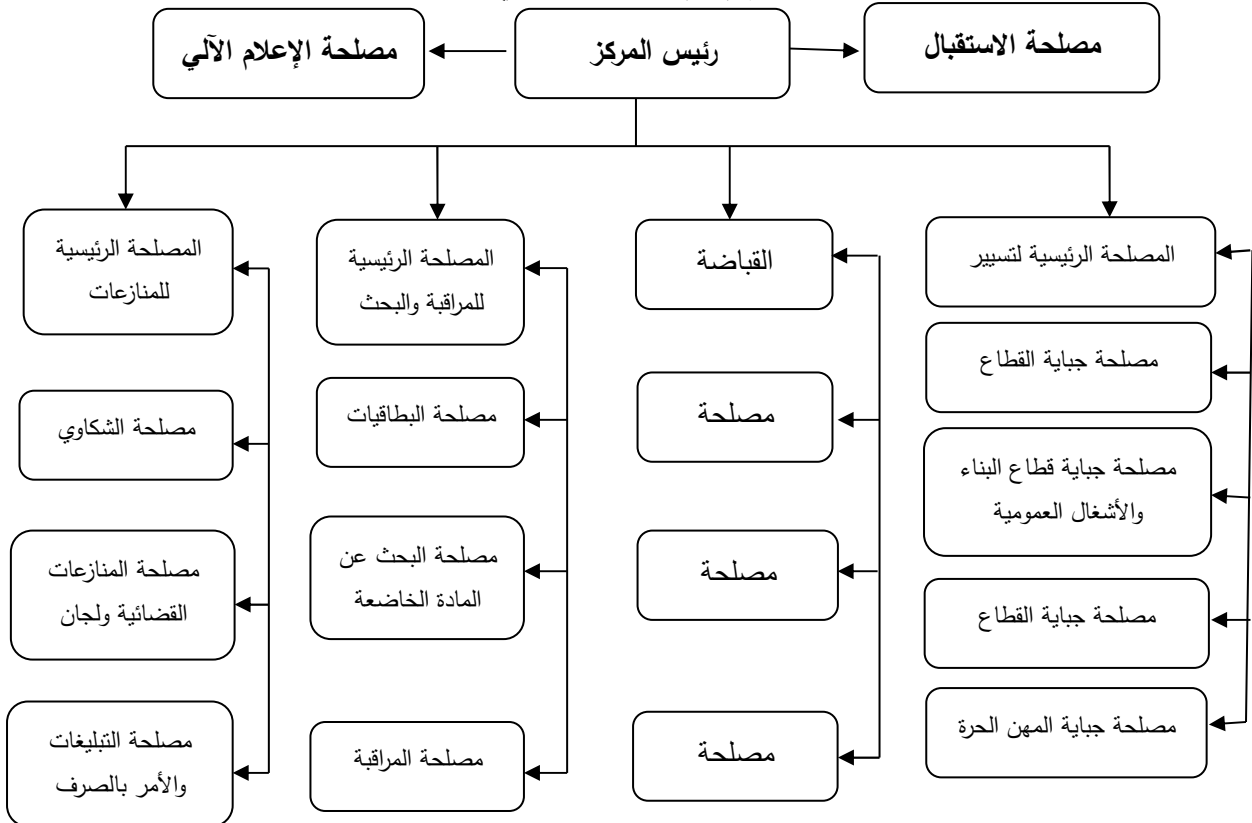 مصلحة الاستقبال
رئيس المركز
مصلحة الإعلام الآلي
المصلحة الرئيسية لتسيير
مصلحة جباية القطاع
مصلحة جباية قطاع البناء
والأشغال العمومية
مصلحة جباية القطاع
مصلحة جباية المهن الحرة
القباضة
مصلحة
مصلحة
مصلحة
المصلحة الرئيسية
للمراقبة والبحث
مصلحة البطاقيات
مصلحة البحث عن
المادة الخاضعة
مصلحة المراقبة
المصلحة الرئيسية
للمنازعات
مصلحة الشكاوي
مصلحة المنازعات
القضائية ولجان
مصلحة التبليغات
والأمر بالصرف